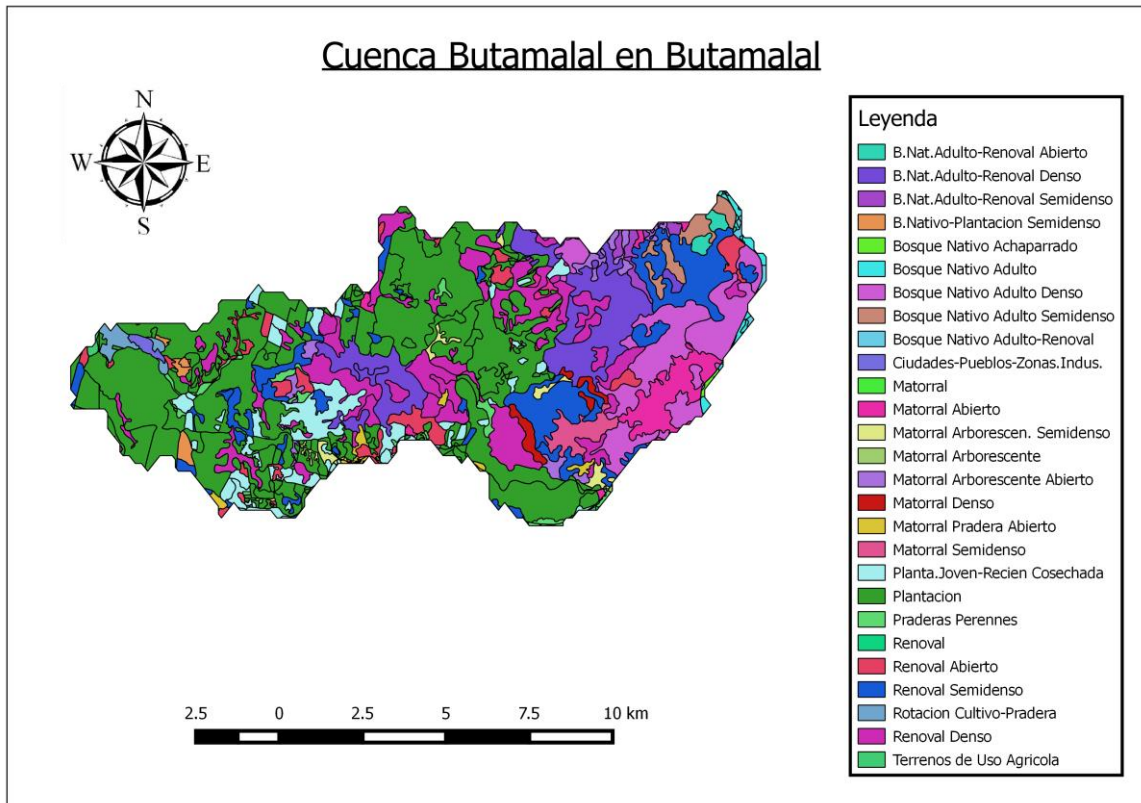 Cuenca Butamalal en Butamalal
N
W E
S
Leyenda
B.Nat.Adulto-Renoval Abierto
B.Nat.Adulto-Renoval Denso
B.Nat.Adulto-Renoval Semidenso
B.Nativo-Plantacion Semidenso
Bosque Nativo Achaparrado
Bosque Nativo Adulto
Bosque Nativo Adulto Denso
Bosque Nativo Adulto Semidenso
Bosque Nativo Adulto-Renoval
Ciudades-Pueblos-Zonas.Indus.
Matorral
Matorral Abierto
Matorral Arborescen. Semidenso
Matorral Arborescente
Matorral Arborescente Abierto
Matorral Denso
Matorral Pradera Abierto
Matorral Semidenso
Planta.Joven-Recien Cosechada
Plantacion
Praderas Perennes
Renoval
Renoval Abierto
Renoval Semidenso
Rotacion Cultivo-Pradera
Renoval Denso
Terrenos de Uso Agricola
2.5 0 2.5 5 7.5 10 km